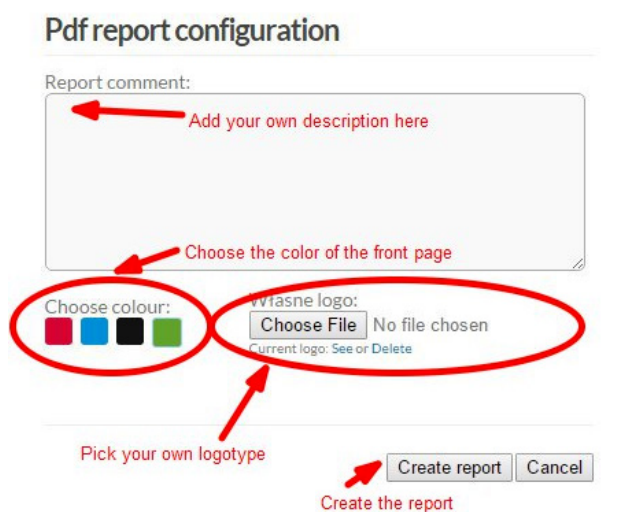 Pdf report configuration
Report comment:
Add your own description here
Choose the color of the front page
Choose colour:
Własne logo:
Choose File No file chosen
Current logo: See or Delete
Pick your own logotype
Create report Cancel
Create the report